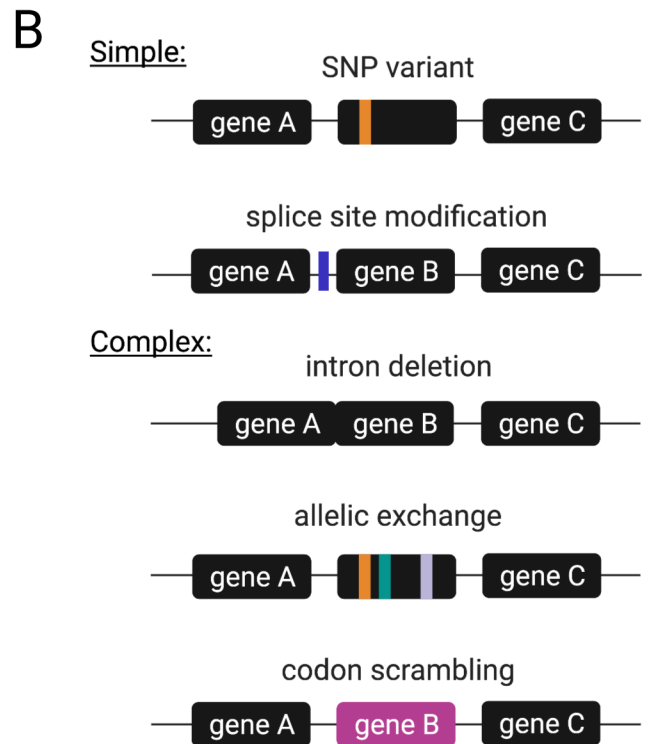 B
Simple:
SNP variant
gene A gene C
splice site modification
gene A gene B gene C
Complex:
intron deletion
gene A gene B gene C
allelic exchange
gene A gene C
codon scrambling
gene A gene B gene C